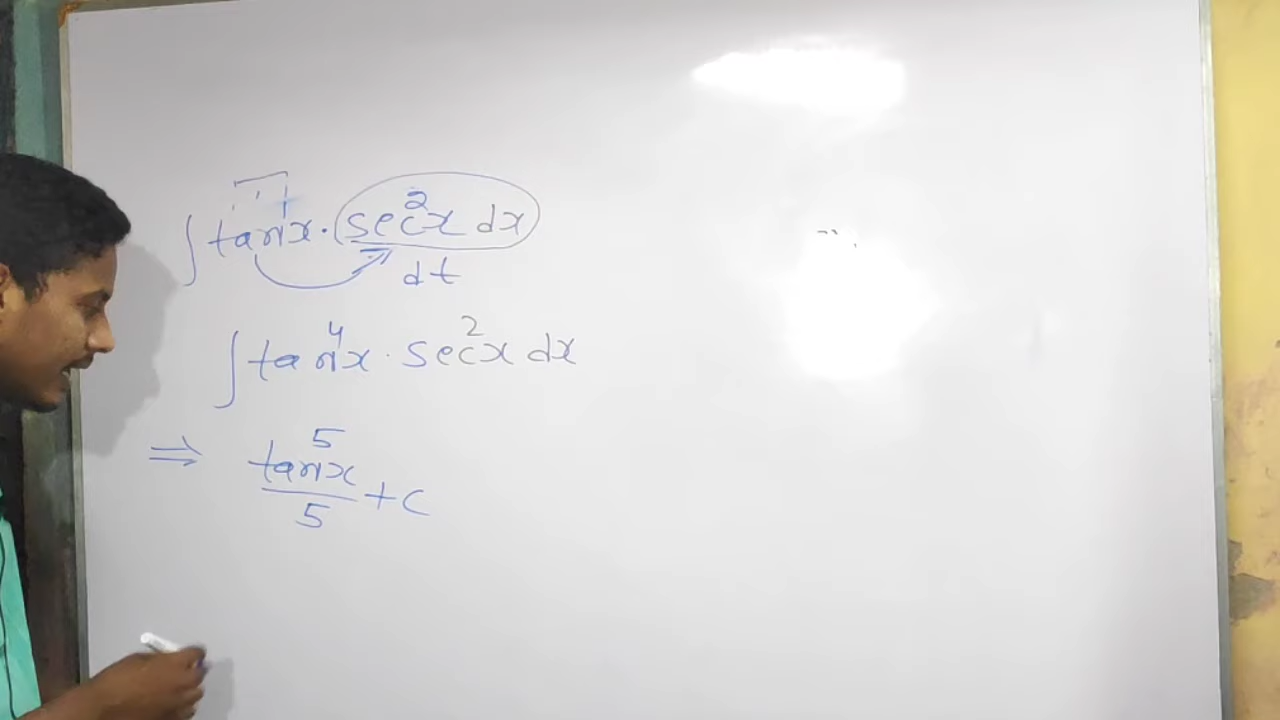 ∫ tan x · sec²x dx
dt
∫ tan⁴x · sec²x dx
⇒ tan⁵x / 5 + c